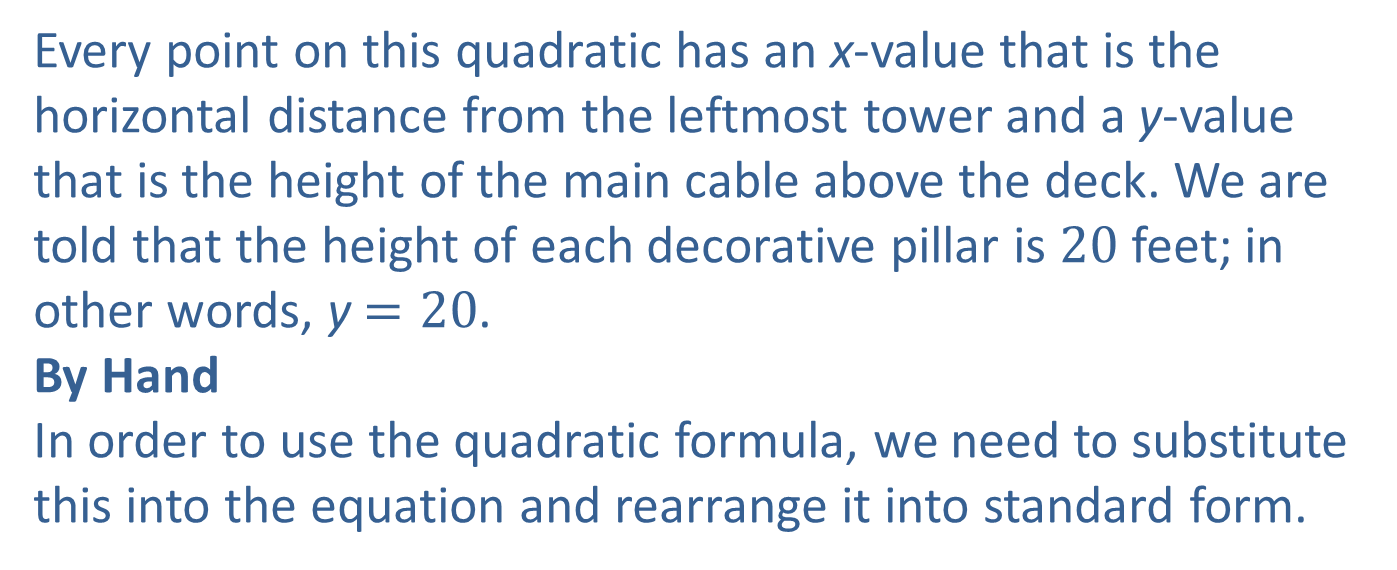 Every point on this quadratic has an x-value that is the
horizontal distance from the leftmost tower and a y-value
that is the height of the main cable above the deck. We are
told that the height of each decorative pillar is 20 feet; in
other words, y = 20.
By Hand
In order to use the quadratic formula, we need to substitute
this into the equation and rearrange it into standard form.